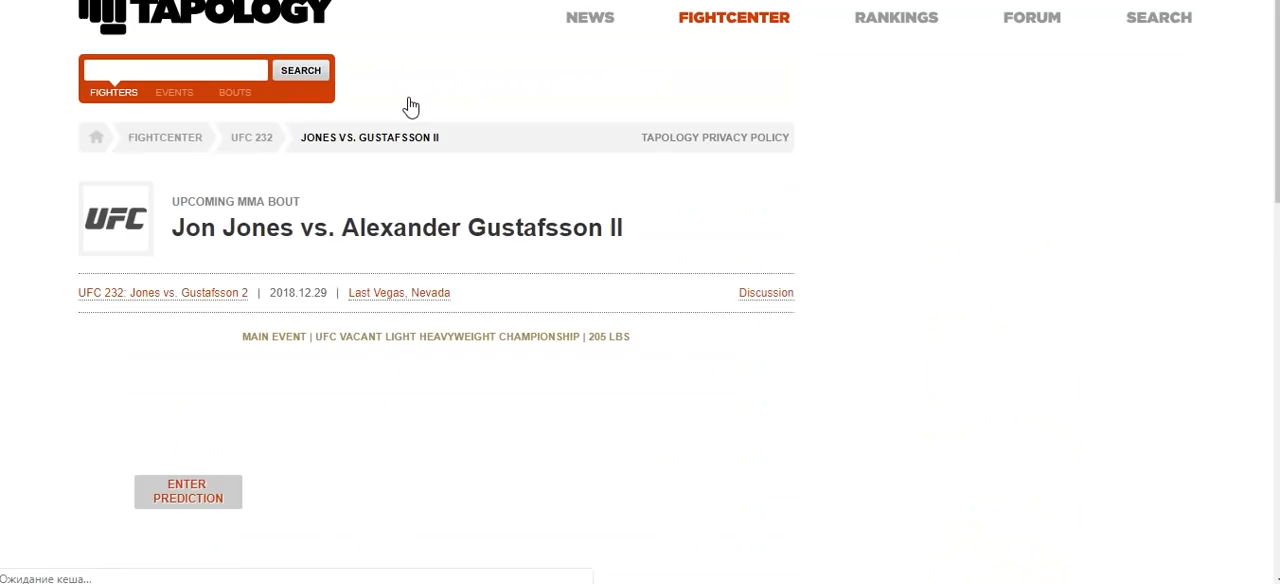 TAPOLOGY
NEWS
FIGHTCENTER
RANKINGS
FORUM
SEARCH
SEARCH
FIGHTERS
EVENTS
BOUTS
FIGHTCENTER
UFC 232
JONES VS. GUSTAFSSON II
TAPOLOGY PRIVACY POLICY
UFC
UPCOMING MMA BOUT
Jon Jones vs. Alexander Gustafsson II
UFC 232: Jones vs. Gustafsson 2 | 2018.12.29 | Last Vegas, Nevada
Discussion
MAIN EVENT | UFC VACANT LIGHT HEAVYWEIGHT CHAMPIONSHIP | 205 LBS
ENTER
PREDICTION
Ожидание кеша...